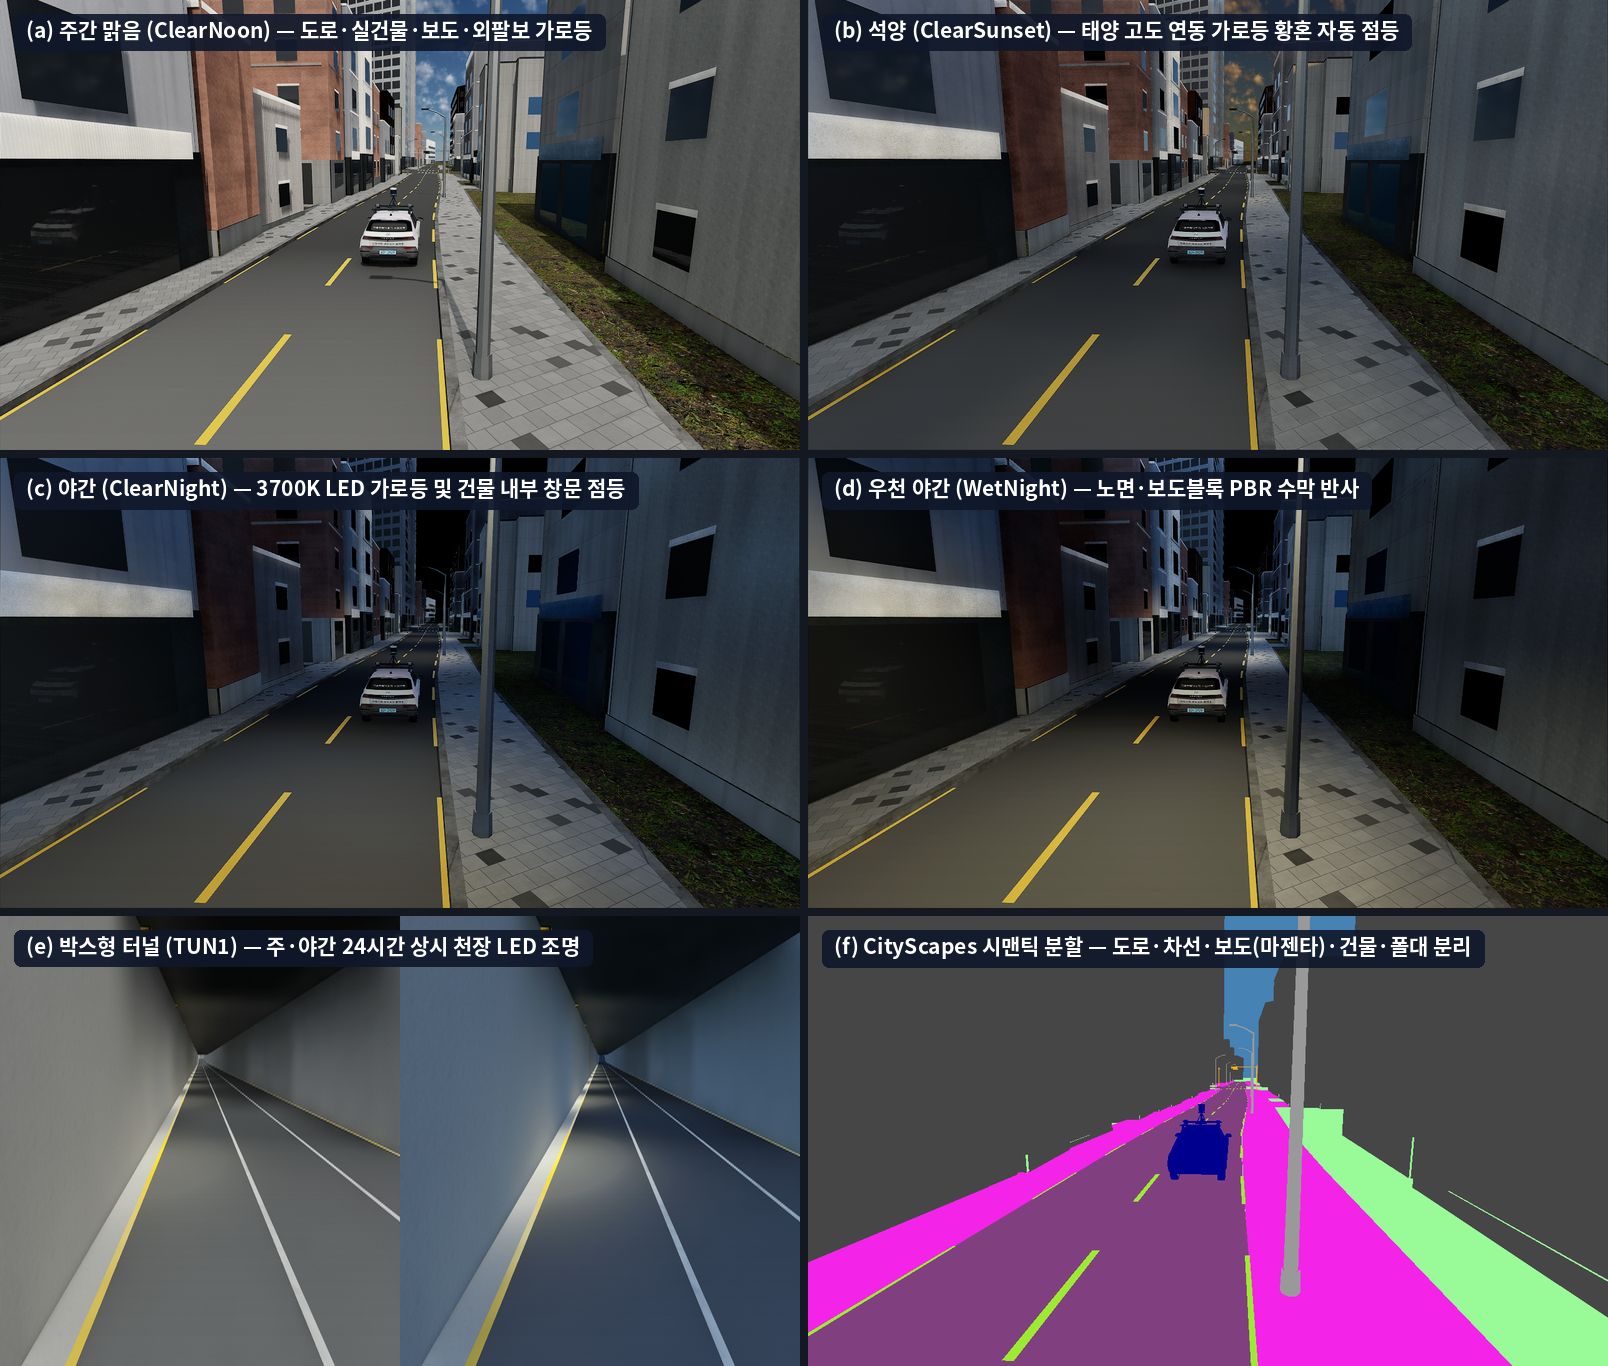 (a) 주간 맑음 (ClearNoon) — 도로·실건물·보도·외팔보 가로등
(b) 석양 (ClearSunset) — 태양 고도 연동 가로등 황혼 자동 점등
(c) 야간 (ClearNight) — 3700K LED 가로등 및 건물 내부 창문 점등
(d) 우천 야간 (WetNight) — 노면·보도블록 PBR 수막 반사
(e) 박스형 터널 (TUN1) — 주·야간 24시간 상시 천장 LED 조명
(f) CityScapes 시맨틱 분할 — 도로·차선·보도(마젠타)·건물·폴대 분리